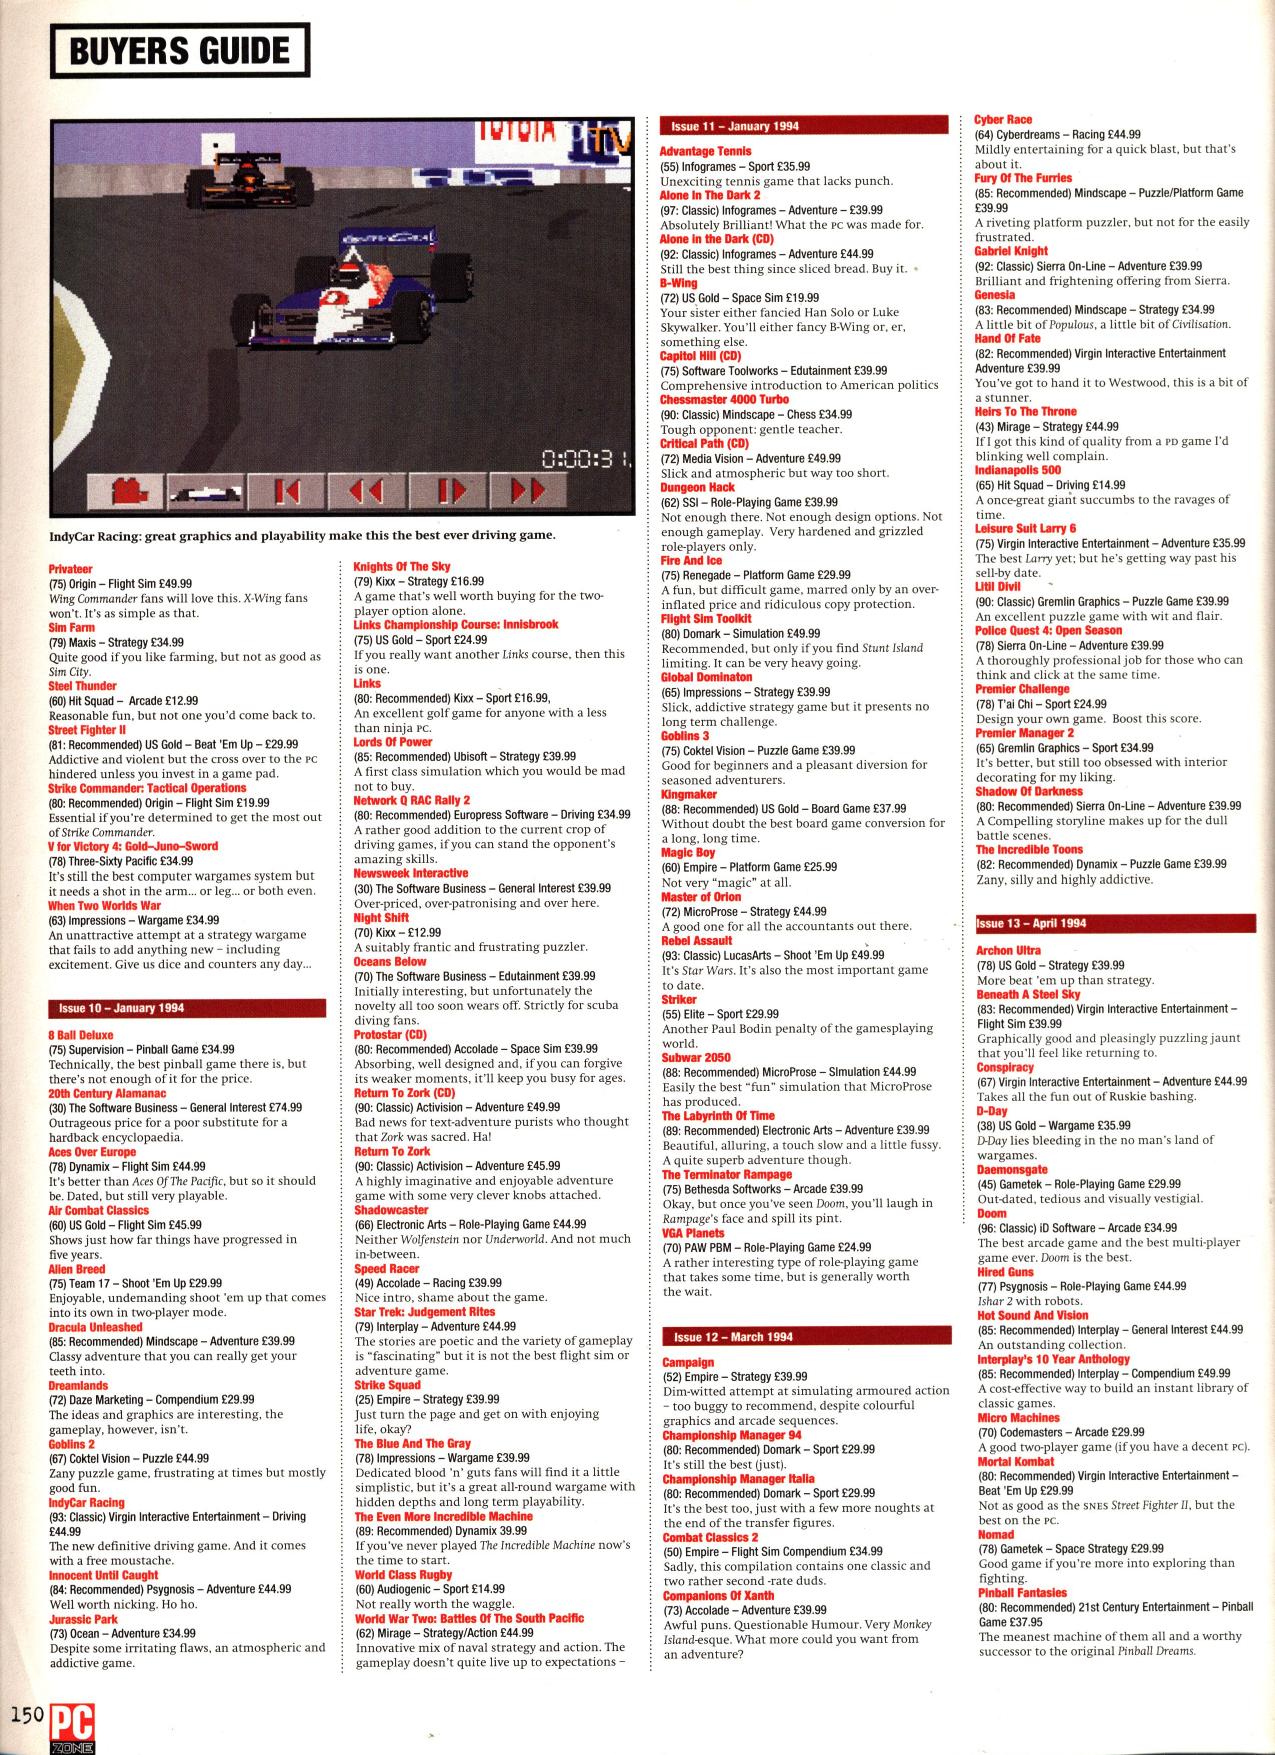 BUYERS GUIDE
TOYOTA
TV
0:00:31
IndyCar Racing: great graphics and playability make this the best ever driving game.
Privateer
(75) Origin – Flight Sim £49.99
Wing Commander fans will love this. X-Wing fans
won't. It's as simple as that.
Sim Farm
(79) Maxis – Strategy £34.99
Quite good if you like farming, but not as good as
Sim City.
Steel Thunder
(60) Hit Squad – Arcade £12.99
Reasonable fun, but not one you'd come back to.
Street Fighter II
(81: Recommended) US Gold – Beat 'Em Up – £29.99
Addictive and violent but the cross over to the PC
hindered unless you invest in a game pad.
Strike Commander: Tactical Operations
(80: Recommended) Origin – Flight Sim £19.99
Essential if you're determined to get the most out
of Strike Commander.
V for Victory 4: Gold–Juno–Sword
(78) Three-Sixty Pacific £34.99
It's still the best computer wargames system but
it needs a shot in the arm... or leg... or both even.
When Two Worlds War
(63) Impressions – Wargame £34.99
An unattractive attempt at a strategy wargame
that fails to add anything new – including
excitement. Give us dice and counters any day...
Issue 10 – January 1994
8 Ball Deluxe
(75) Supervision – Pinball Game £34.99
Technically, the best pinball game there is, but
there's not enough of it for the price.
20th Century Alamanac
(30) The Software Business – General Interest £74.99
Outrageous price for a poor substitute for a
hardback encyclopaedia.
Aces Over Europe
(78) Dynamix – Flight Sim £44.99
It's better than Aces Of The Pacific, but so it should
be. Dated, but still very playable.
Air Combat Classics
(60) US Gold – Flight Sim £45.99
Shows just how far things have progressed in
five years.
Alien Breed
(75) Team 17 – Shoot 'Em Up £29.99
Enjoyable, undemanding shoot 'em up that comes
into its own in two-player mode.
Dracula Unleashed
(85: Recommended) Mindscape – Adventure £39.99
Classy adventure that you can really get your
teeth into.
Dreamlands
(72) Daze Marketing – Compendium £29.99
The ideas and graphics are interesting, the
gameplay, however, isn't.
Goblins 2
(67) Coktel Vision – Puzzle £44.99
Zany puzzle game, frustrating at times but mostly
good fun.
IndyCar Racing
(93: Classic) Virgin Interactive Entertainment – Driving
£44.99
The new definitive driving game. And it comes
with a free moustache.
Innocent Until Caught
(84: Recommended) Psygnosis – Adventure £44.99
Well worth nicking. Ho ho.
Jurassic Park
(73) Ocean – Adventure £34.99
Despite some irritating flaws, an atmospheric and
addictive game.
Knights Of The Sky
(79) Kixx – Strategy £16.99
A game that's well worth buying for the two-
player option alone.
Links Championship Course: Innisbrook
(75) US Gold – Sport £24.99
If you really want another Links course, then this
is one.
Links
(80: Recommended) Kixx – Sport £16.99,
An excellent golf game for anyone with a less
than ninja PC.
Lords Of Power
(85: Recommended) Ubisoft – Strategy £39.99
A first class simulation which you would be mad
not to buy.
Network Q RAC Rally 2
(80: Recommended) Europress Software – Driving £34.99
A rather good addition to the current crop of
driving games, if you can stand the opponent's
amazing skills.
Newsweek Interactive
(30) The Software Business – General Interest £39.99
Over-priced, over-patronising and over here.
Night Shift
(70) Kixx – £12.99
A suitably frantic and frustrating puzzler.
Oceans Below
(70) The Software Business – Edutainment £39.99
Initially interesting, but unfortunately the
novelty all too soon wears off. Strictly for scuba
diving fans.
Protostar (CD)
(80: Recommended) Accolade – Space Sim £39.99
Absorbing, well designed and, if you can forgive
its weaker moments, it'll keep you busy for ages.
Return To Zork (CD)
(90: Classic) Activision – Adventure £49.99
Bad news for text-adventure purists who thought
that Zork was sacred. Ha!
Return To Zork
(90: Classic) Activision – Adventure £45.99
A highly imaginative and enjoyable adventure
game with some very clever knobs attached.
Shadowcaster
(66) Electronic Arts – Role-Playing Game £44.99
Neither Wolfenstein nor Underworld. And not much
in-between.
Speed Racer
(49) Accolade – Racing £39.99
Nice intro, shame about the game.
Star Trek: Judgement Rites
(79) Interplay – Adventure £44.99
The stories are poetic and the variety of gameplay
is “fascinating” but it is not the best flight sim or
adventure game.
Strike Squad
(25) Empire – Strategy £39.99
Just turn the page and get on with enjoying
life, okay?
The Blue And The Gray
(78) Impressions – Wargame £39.99
Dedicated blood 'n' guts fans will find it a little
simplistic, but it's a great all-round wargame with
hidden depths and long term playability.
The Even More Incredible Machine
(89: Recommended) Dynamix 39.99
If you've never played The Incredible Machine now's
the time to start.
World Class Rugby
(60) Audiogenic – Sport £14.99
Not really worth the waggle.
World War Two: Battles Of The South Pacific
(62) Mirage – Strategy/Action £44.99
Innovative mix of naval strategy and action. The
gameplay doesn't quite live up to expectations –
Issue 11 – January 1994
Advantage Tennis
(55) Infogrames – Sport £35.99
Unexciting tennis game that lacks punch.
Alone In The Dark 2
(97: Classic) Infogrames – Adventure – £39.99
Absolutely Brilliant! What the PC was made for.
Alone in the Dark (CD)
(92: Classic) Infogrames – Adventure £44.99
Still the best thing since sliced bread. Buy it.
B-Wing
(72) US Gold – Space Sim £19.99
Your sister either fancied Han Solo or Luke
Skywalker. You'll either fancy B-Wing or, er,
something else.
Capitol Hill (CD)
(75) Software Toolworks – Edutainment £39.99
Comprehensive introduction to American politics
Chessmaster 4000 Turbo
(90: Classic) Mindscape – Chess £34.99
Tough opponent: gentle teacher.
Critical Path (CD)
(72) Media Vision – Adventure £49.99
Slick and atmospheric but way too short.
Dungeon Hack
(62) SSI – Role-Playing Game £39.99
Not enough there. Not enough design options. Not
enough gameplay. Very hardened and grizzled
role-players only.
Fire And Ice
(75) Renegade – Platform Game £29.99
A fun, but difficult game, marred only by an over-
inflated price and ridiculous copy protection.
Flight Sim Toolkit
(80) Domark – Simulation £49.99
Recommended, but only if you find Stunt Island
limiting. It can be very heavy going.
Global Dominaton
(65) Impressions – Strategy £39.99
Slick, addictive strategy game but it presents no
long term challenge.
Goblins 3
(75) Coktel Vision – Puzzle Game £39.99
Good for beginners and a pleasant diversion for
seasoned adventurers.
Kingmaker
(88: Recommended) US Gold – Board Game £37.99
Without doubt the best board game conversion for
a long, long time.
Magic Boy
(60) Empire – Platform Game £25.99
Not very “magic” at all.
Master of Orion
(72) MicroProse – Strategy £44.99
A good one for all the accountants out there.
Rebel Assault
(93: Classic) LucasArts – Shoot 'Em Up £49.99
It's Star Wars. It's also the most important game
to date.
Striker
(55) Elite – Sport £29.99
Another Paul Bodin penalty of the gamesplaying
world.
Subwar 2050
(88: Recommended) MicroProse – Simulation £44.99
Easily the best “fun” simulation that MicroProse
has produced.
The Labyrinth Of Time
(89: Recommended) Electronic Arts – Adventure £39.99
Beautiful, alluring, a touch slow and a little fussy.
A quite superb adventure though.
The Terminator Rampage
(75) Bethesda Softworks – Arcade £39.99
Okay, but once you've seen Doom, you'll laugh in
Rampage's face and spill its pint.
VGA Planets
(70) PAW PBM – Role-Playing Game £24.99
A rather interesting type of role-playing game
that takes some time, but is generally worth
the wait.
Issue 12 – March 1994
Campaign
(52) Empire – Strategy £39.99
Dim-witted attempt at simulating armoured action
– too buggy to recommend, despite colourful
graphics and arcade sequences.
Championship Manager 94
(80: Recommended) Domark – Sport £29.99
It's still the best (just).
Championship Manager Italia
(80: Recommended) Domark – Sport £29.99
It's the best too, just with a few more noughts at
the end of the transfer figures.
Combat Classics 2
(50) Empire – Flight Sim Compendium £34.99
Sadly, this compilation contains one classic and
two rather second -rate duds.
Companions Of Xanth
(73) Accolade – Adventure £39.99
Awful puns. Questionable Humour. Very Monkey
Island-esque. What more could you want from
an adventure?
Cyber Race
(64) Cyberdreams – Racing £44.99
Mildly entertaining for a quick blast, but that's
about it.
Fury Of The Furries
(85: Recommended) Mindscape – Puzzle/Platform Game
£39.99
A riveting platform puzzler, but not for the easily
frustrated.
Gabriel Knight
(92: Classic) Sierra On-Line – Adventure £39.99
Brilliant and frightening offering from Sierra.
Genesia
(83: Recommended) Mindscape – Strategy £34.99
A little bit of Populous, a little bit of Civilisation.
Hand Of Fate
(82: Recommended) Virgin Interactive Entertainment
Adventure £39.99
You've got to hand it to Westwood, this is a bit of
a stunner.
Heirs To The Throne
(43) Mirage – Strategy £44.99
If I got this kind of quality from a PD game I'd
blinking well complain.
Indianapolis 500
(65) Hit Squad – Driving £14.99
A once-great giant succumbs to the ravages of
time.
Leisure Suit Larry 6
(75) Virgin Interactive Entertainment – Adventure £35.99
The best Larry yet; but he's getting way past his
sell-by date.
Litil Divil
(90: Classic) Gremlin Graphics – Puzzle Game £39.99
An excellent puzzle game with wit and flair.
Police Quest 4: Open Season
(78) Sierra On-Line – Adventure £39.99
A thoroughly professional job for those who can
think and click at the same time.
Premier Challenge
(78) T'ai Chi – Sport £24.99
Design your own game. Boost this score.
Premier Manager 2
(65) Gremlin Graphics – Sport £34.99
It's better, but still too obsessed with interior
decorating for my liking.
Shadow Of Darkness
(80: Recommended) Sierra On-Line – Adventure £39.99
A Compelling storyline makes up for the dull
battle scenes.
The Incredible Toons
(82: Recommended) Dynamix – Puzzle Game £39.99
Zany, silly and highly addictive.
Issue 13 – April 1994
Archon Ultra
(78) US Gold – Strategy £39.99
More beat 'em up than strategy.
Beneath A Steel Sky
(83: Recommended) Virgin Interactive Entertainment –
Flight Sim £39.99
Graphically good and pleasingly puzzling jaunt
that you'll feel like returning to.
Conspiracy
(67) Virgin Interactive Entertainment – Adventure £44.99
Takes all the fun out of Ruskie bashing.
D-Day
(38) US Gold – Wargame £35.99
D-Day lies bleeding in the no man's land of
wargames.
Daemonsgate
(45) Gametek – Role-Playing Game £29.99
Out-dated, tedious and visually vestigial.
Doom
(96: Classic) iD Software – Arcade £34.99
The best arcade game and the best multi-player
game ever. Doom is the best.
Hired Guns
(77) Psygnosis – Role-Playing Game £44.99
Ishar 2 with robots.
Hot Sound And Vision
(85: Recommended) Interplay – General Interest £44.99
An outstanding collection.
Interplay's 10 Year Anthology
(85: Recommended) Interplay – Compendium £49.99
A cost-effective way to build an instant library of
classic games.
Micro Machines
(70) Codemasters – Arcade £29.99
A good two-player game (if you have a decent PC).
Mortal Kombat
(80: Recommended) Virgin Interactive Entertainment –
Beat 'Em Up £29.99
Not as good as the SNES Street Fighter II, but the
best on the PC.
Nomad
(78) Gametek – Space Strategy £29.99
Good game if you're more into exploring than
fighting.
Pinball Fantasies
(80: Recommended) 21st Century Entertainment – Pinball
Game £37.95
The meanest machine of them all and a worthy
successor to the original Pinball Dreams.
150
PC
ZONE